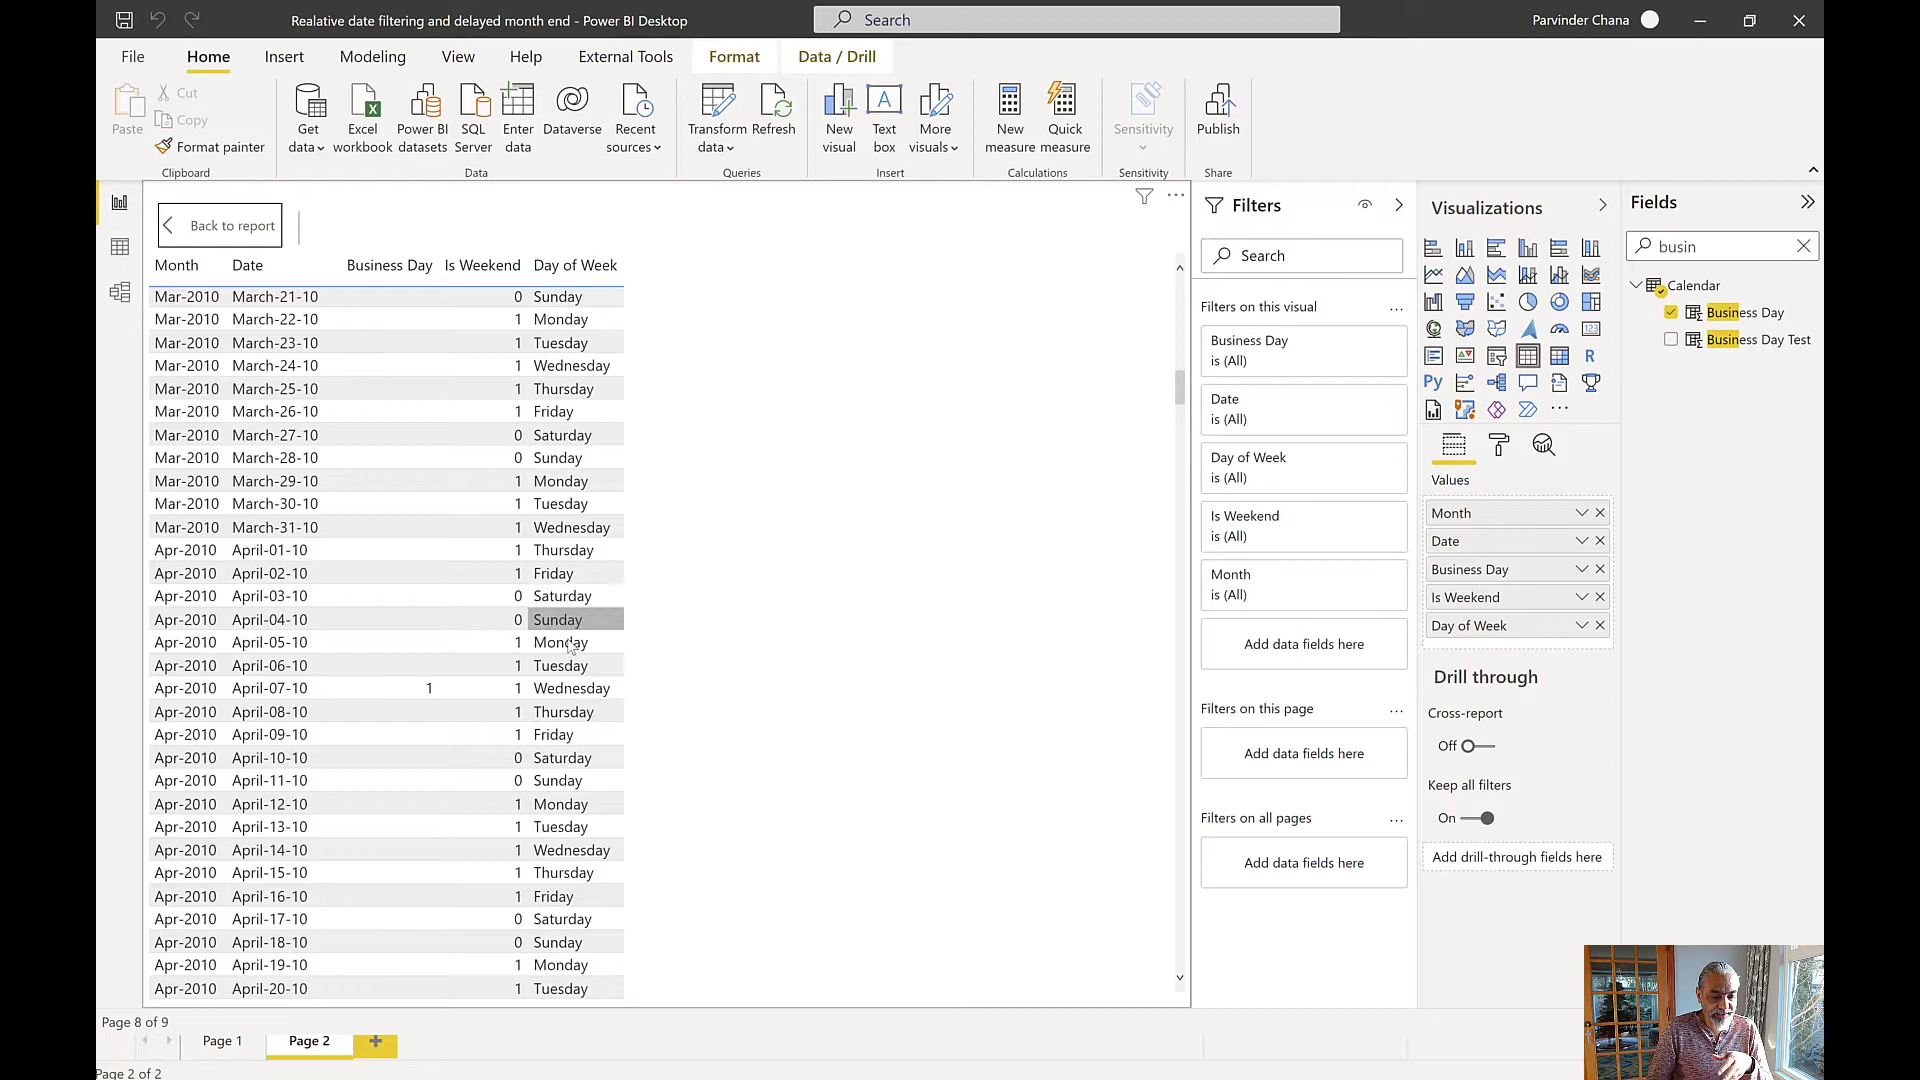 Realative date filtering and delayed month end - Power BI Desktop
Search
Parvinder Chana
File
Home
Insert
Modeling
View
Help
External Tools
Format
Data / Drill
Paste
Cut
Copy
Format painter
Clipboard
Get data
Excel workbook
Power BI datasets
SQL Server
Enter data
Dataverse
Recent sources
Data
Transform data
Refresh
Queries
New visual
Text box
More visuals
Insert
New measure
Quick measure
Calculations
Sensitivity
Sensitivity
Publish
Share
Back to report
Month Date Business Day Is Weekend Day of Week
Mar-2010 March-21-10 0 Sunday
Mar-2010 March-22-10 1 Monday
Mar-2010 March-23-10 1 Tuesday
Mar-2010 March-24-10 1 Wednesday
Mar-2010 March-25-10 1 Thursday
Mar-2010 March-26-10 1 Friday
Mar-2010 March-27-10 0 Saturday
Mar-2010 March-28-10 0 Sunday
Mar-2010 March-29-10 1 Monday
Mar-2010 March-30-10 1 Tuesday
Mar-2010 March-31-10 1 Wednesday
Apr-2010 April-01-10 1 Thursday
Apr-2010 April-02-10 1 Friday
Apr-2010 April-03-10 0 Saturday
Apr-2010 April-04-10 0 Sunday
Apr-2010 April-05-10 1 Monday
Apr-2010 April-06-10 1 Tuesday
Apr-2010 April-07-10 1 1 Wednesday
Apr-2010 April-08-10 1 Thursday
Apr-2010 April-09-10 1 Friday
Apr-2010 April-10-10 0 Saturday
Apr-2010 April-11-10 0 Sunday
Apr-2010 April-12-10 1 Monday
Apr-2010 April-13-10 1 Tuesday
Apr-2010 April-14-10 1 Wednesday
Apr-2010 April-15-10 1 Thursday
Apr-2010 April-16-10 1 Friday
Apr-2010 April-17-10 0 Saturday
Apr-2010 April-18-10 0 Sunday
Apr-2010 April-19-10 1 Monday
Apr-2010 April-20-10 1 Tuesday
Filters
Search
Filters on this visual ...
Business Day
is (All)
Date
is (All)
Day of Week
is (All)
Is Weekend
is (All)
Month
is (All)
Add data fields here
Filters on this page ...
Add data fields here
Filters on all pages ...
Add data fields here
Visualizations
123
R
Py
...
Values
Month
Date
Business Day
Is Weekend
Day of Week
Drill through
Cross-report
Off
Keep all filters
On
Add drill-through fields here
Fields
busin
Calendar
Business Day
Business Day Test
Page 8 of 9
Page 1
Page 2
+
Page 2 of 2